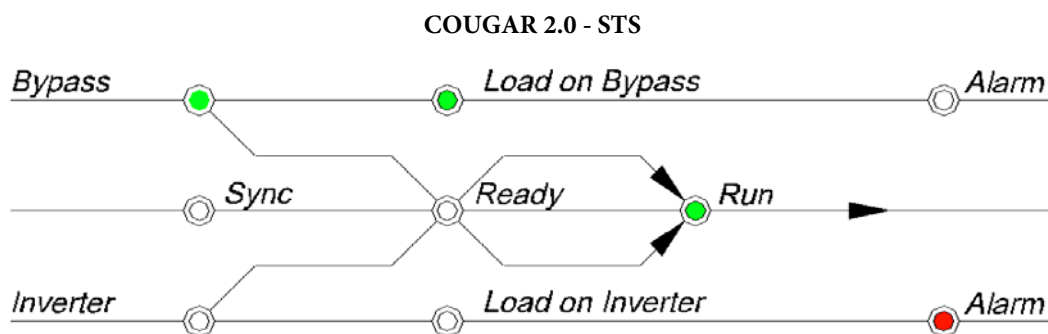 COUGAR 2.0 - STS
Bypass Load on Bypass Alarm
Sync Ready Run
Inverter Load on Inverter Alarm